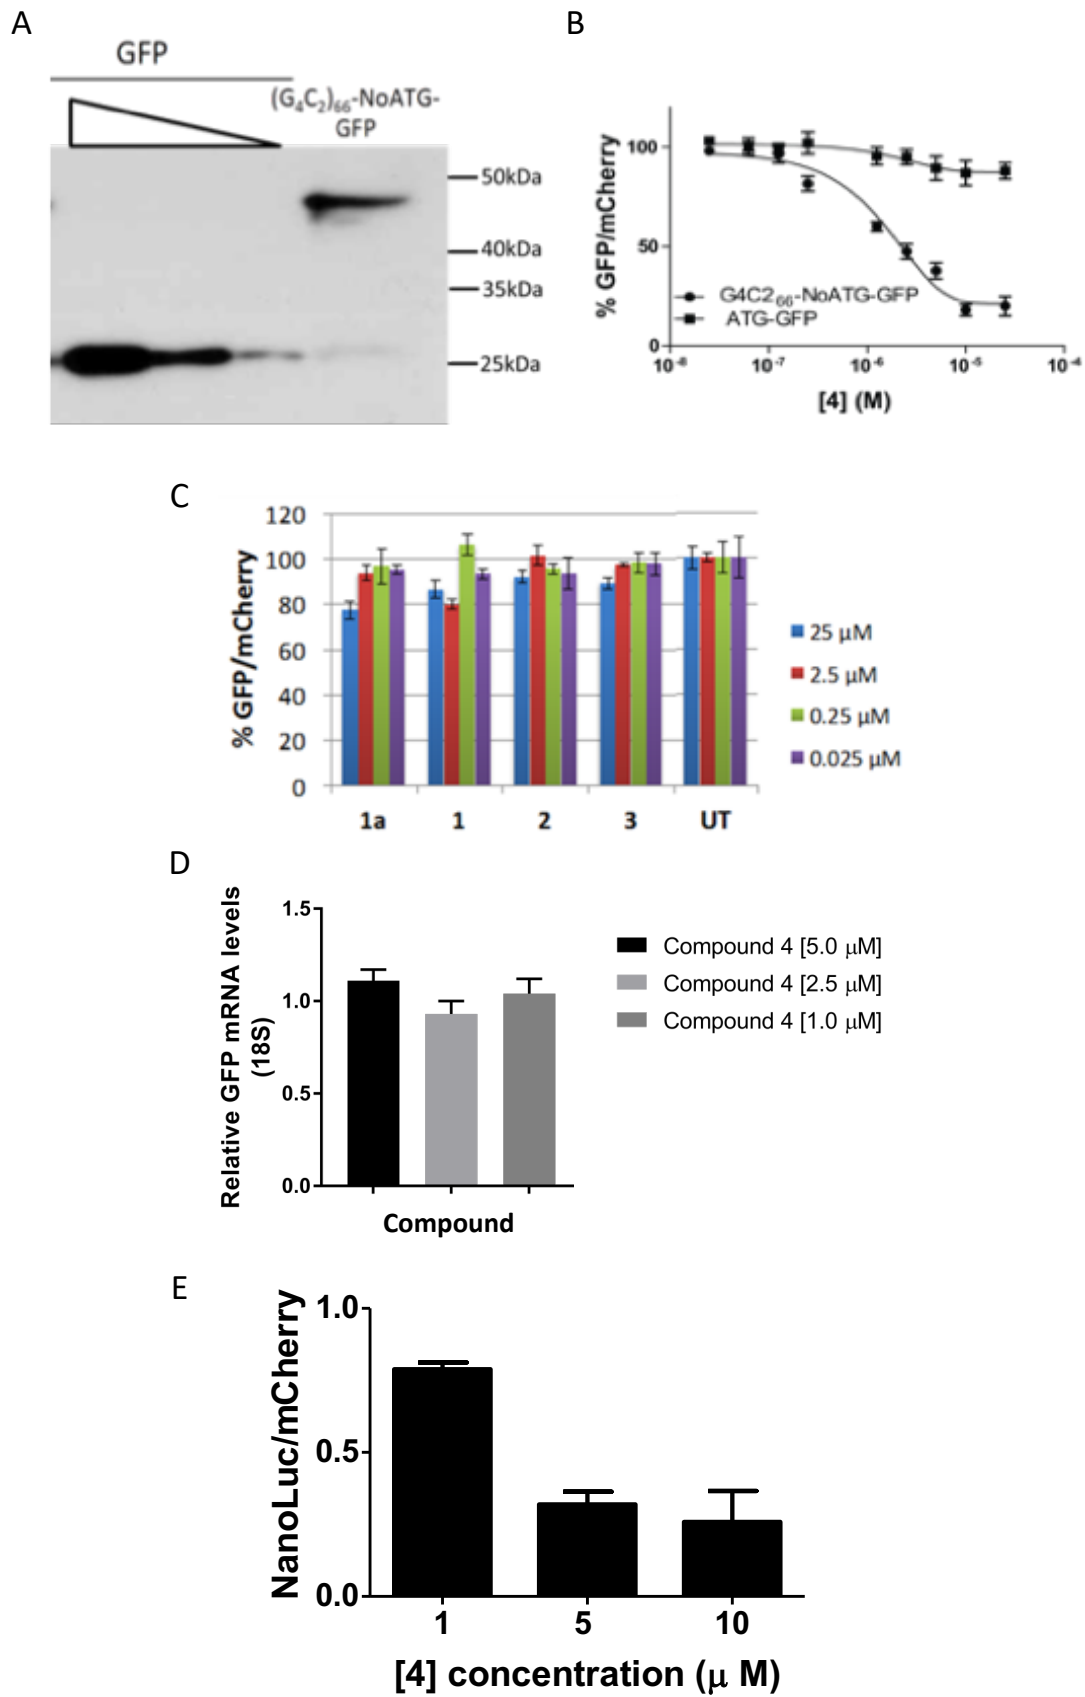 A
GFP
(G4C2)66-NoATG-
GFP
50kDa
40kDa
35kDa
25kDa
B
% GFP/mCherry
100
50
0
G4C2₆₆-NoATG-GFP
ATG-GFP
10⁻⁸ 10⁻⁷ 10⁻⁶ 10⁻⁵ 10⁻⁴
[4] (M)
C
% GFP/mCherry
120
100
80
60
40
20
0
1a 1 2 3 UT
25 µM
2.5 µM
0.25 µM
0.025 µM
D
Relative GFP mRNA levels
(18S)
1.5
1.0
0.5
0.0
Compound
Compound 4 [5.0 µM]
Compound 4 [2.5 µM]
Compound 4 [1.0 µM]
E
NanoLuc/mCherry
1.0
0.5
0.0
1 5 10
[4] concentration (µ M)